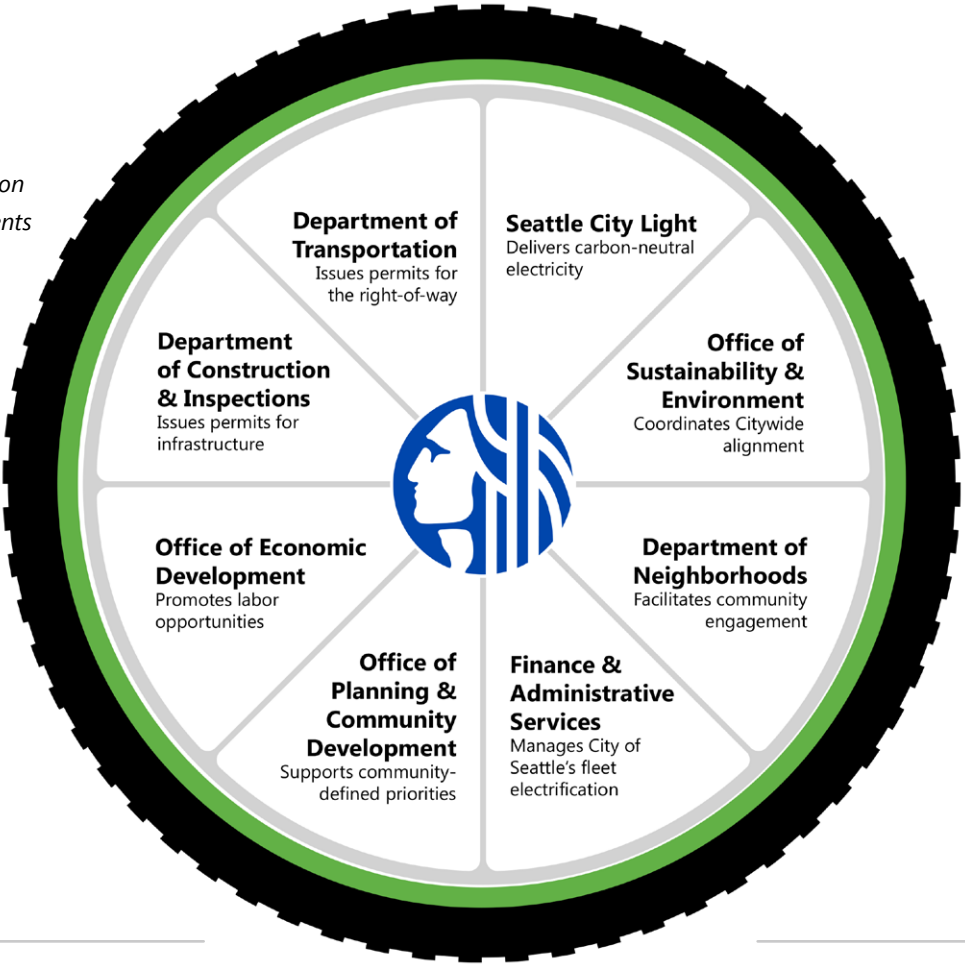 on
nts
Department of
Transportation
Issues permits for
the right-of-way
Seattle City Light
Delivers carbon-neutral
electricity
Office of
Sustainability &
Environment
Coordinates Citywide
alignment
Department of
Neighborhoods
Facilitates community
engagement
Finance &
Administrative
Services
Manages City of
Seattle's fleet
electrification
Office of
Planning &
Community
Development
Supports community-
defined priorities
Office of Economic
Development
Promotes labor
opportunities
Department
of Construction
& Inspections
Issues permits for
infrastructure